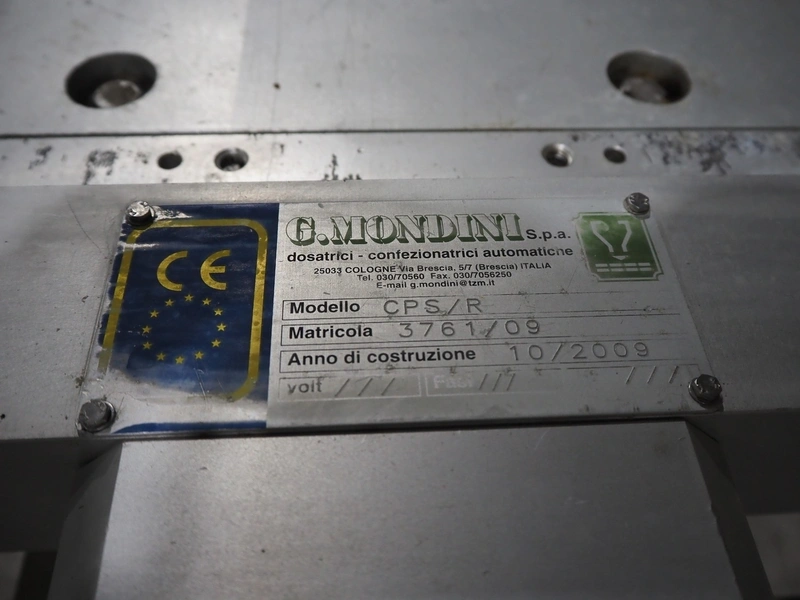 CE
G.MONDINI S.p.a.
dosatrici - confezionatrici automatiche
25033 COLOGNE Via Brescia, 5/7 (Brescia) ITALIA
Tel. 030/70560 Fax. 030/7056250
E-mail g.mondini@tzm.it
Modello CPS/R
Matricola 3761/09
Anno di costruzione 10/2009
volt /// Fasi /// ///